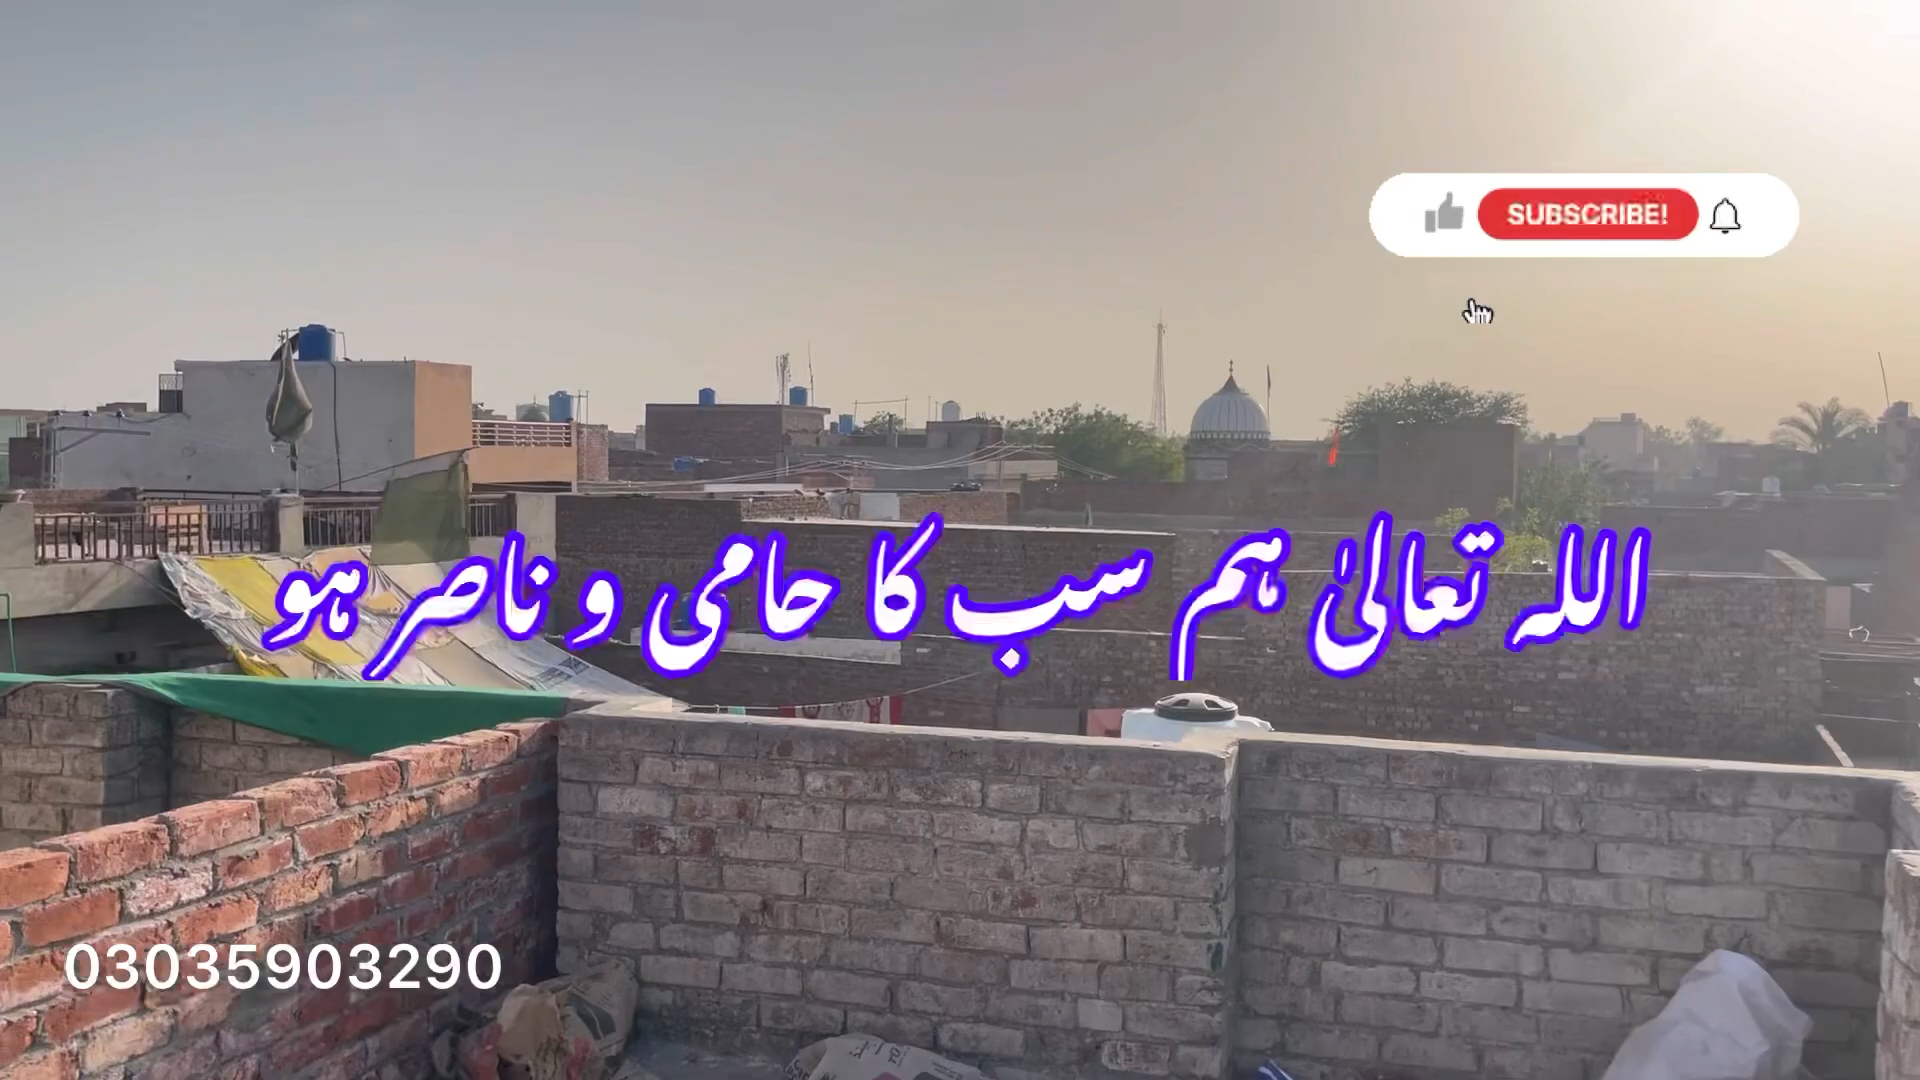 SUBSCRIBE!
اللہ تعالیٰ ہم سب کا حامی و ناصر ہو
03035903290